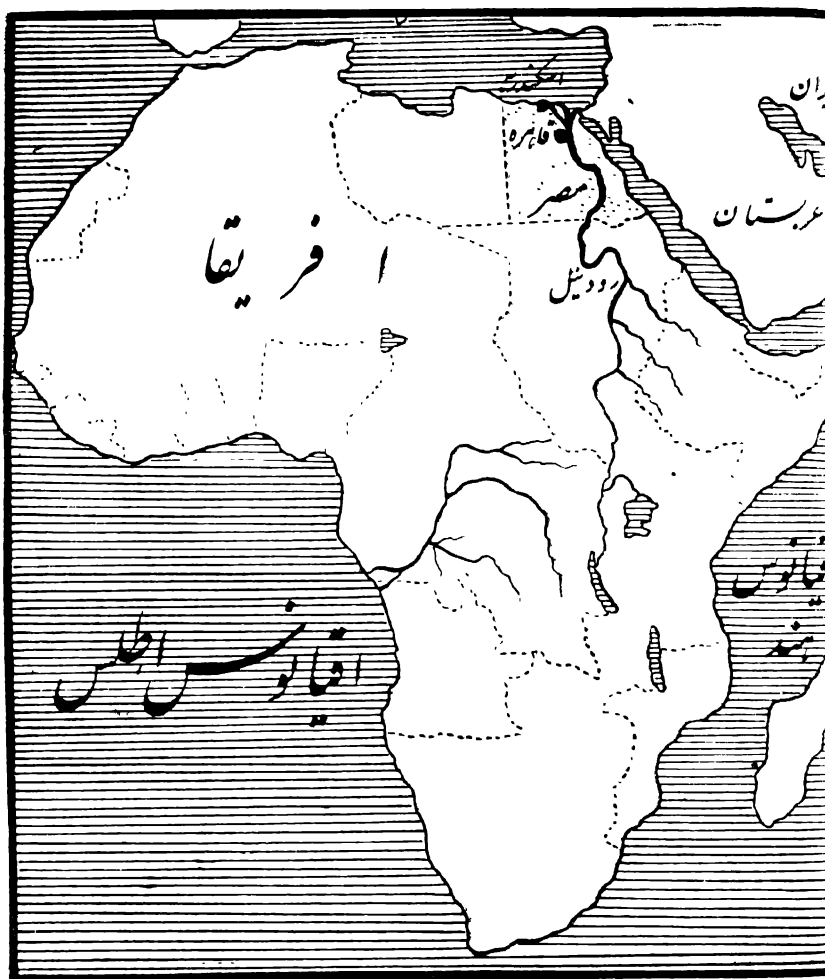 اسکندریه
قاهره
مصر
عربستان
افریقا
رود نیل
اقیانوس
هند
اقیانوس اطلس